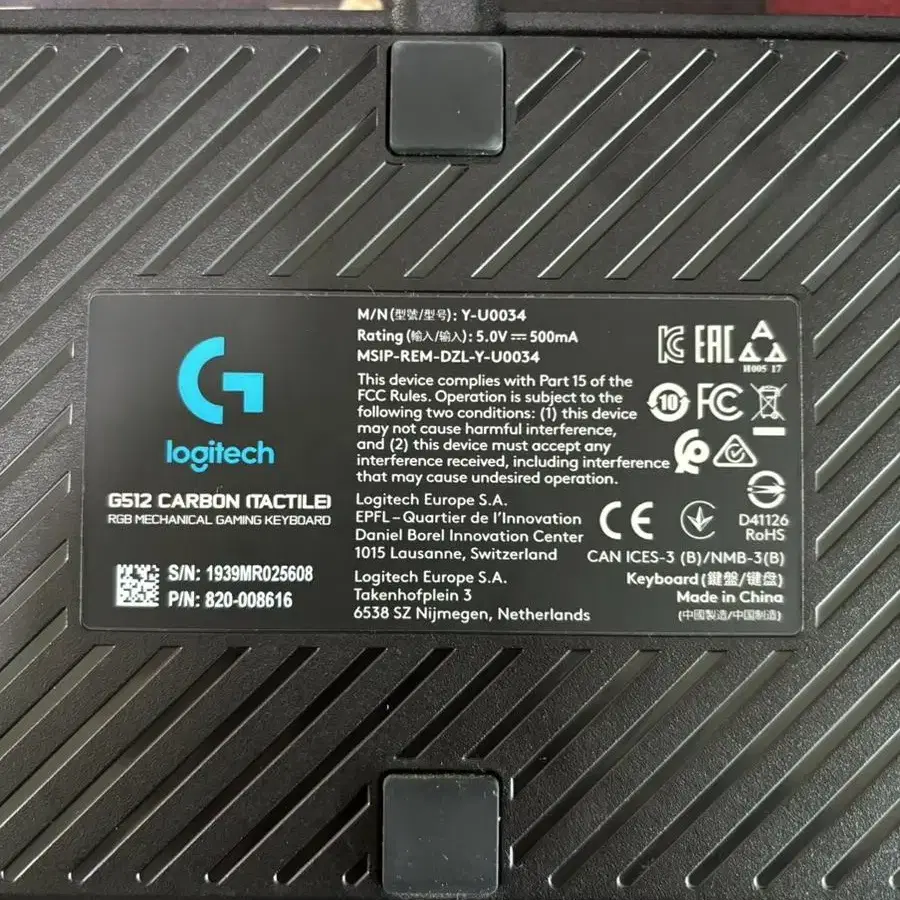 logitech
G512 CARBON (TACTILE)
RGB MECHANICAL GAMING KEYBOARD
S/N: 1939MR025608
P/N: 820-008616
M/N(型號/型号): Y-U0034
Rating(輸入/输入): 5.0V ⎓ 500mA
MSIP-REM-DZL-Y-U0034
This device complies with Part 15 of the
FCC Rules. Operation is subject to the
following two conditions: (1) this device
may not cause harmful interference,
and (2) this device must accept any
interference received, including interference
that may cause undesired operation.
Logitech Europe S.A.
EPFL–Quartier de l'Innovation
Daniel Borel Innovation Center
1015 Lausanne, Switzerland
Logitech Europe S.A.
Takenhofplein 3
6538 SZ Nijmegen, Netherlands
EAC
H005 17
10
FC
CE
D41126
RoHS
CAN ICES-3 (B)/NMB-3(B)
Keyboard(鍵盤/键盘)
Made in China
(中國製造/中国制造)